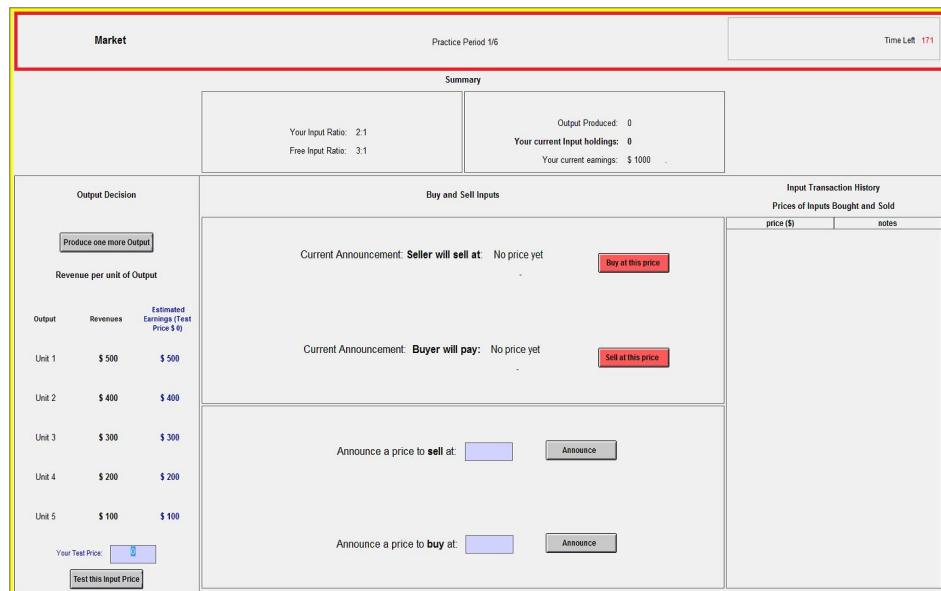 Market
Practice Period 1/6
Time Left 171
Summary
Your Input Ratio: 2:1
Free Input Ratio: 3:1
Output Produced: 0
Your current Input holdings: 0
Your current earnings: $ 1000 .
Output Decision
Produce one more Output
Revenue per unit of Output
Output Revenues Estimated Earnings (Test Price $ 0)
Unit 1 $ 500 $ 500
Unit 2 $ 400 $ 400
Unit 3 $ 300 $ 300
Unit 4 $ 200 $ 200
Unit 5 $ 100 $ 100
Your Test Price: 0
Test this Input Price
Buy and Sell Inputs
Current Announcement: Seller will sell at: No price yet
-
Buy at this price
Current Announcement: Buyer will pay: No price yet
-
Sell at this price
Announce a price to sell at:
Announce
Announce a price to buy at:
Announce
Input Transaction History
Prices of Inputs Bought and Sold
price ($) notes